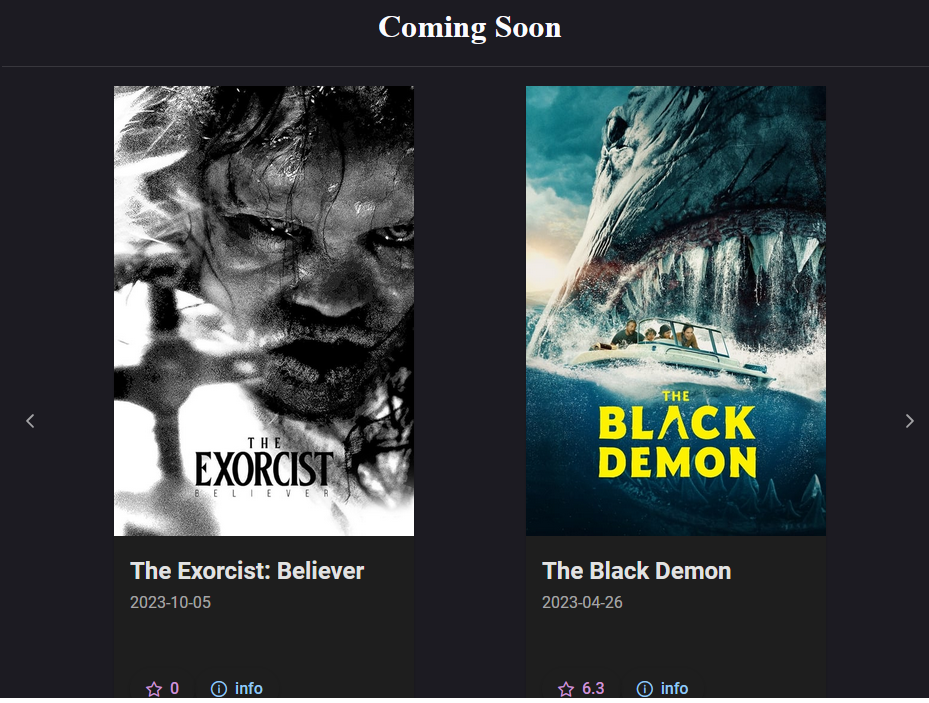 Coming Soon
THE
EXORCIST
BELIEVER
The Exorcist: Believer
2023-10-05
0 info
THE
BLACK
DEMON
The Black Demon
2023-04-26
6.3 info